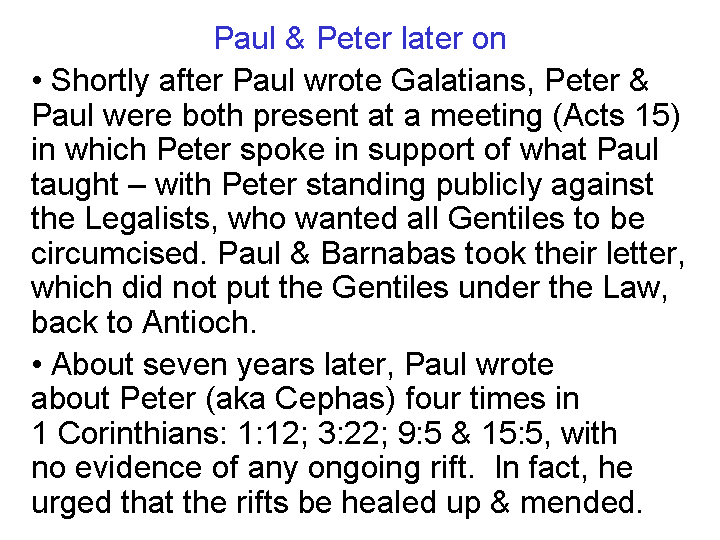 Paul & Peter later on
• Shortly after Paul wrote Galatians, Peter &
Paul were both present at a meeting (Acts 15)
in which Peter spoke in support of what Paul
taught – with Peter standing publicly against
the Legalists, who wanted all Gentiles to be
circumcised. Paul & Barnabas took their letter,
which did not put the Gentiles under the Law,
back to Antioch.
• About seven years later, Paul wrote
about Peter (aka Cephas) four times in
1 Corinthians: 1:12; 3:22; 9:5 & 15:5, with
no evidence of any ongoing rift.  In fact, he
urged that the rifts be healed up & mended.